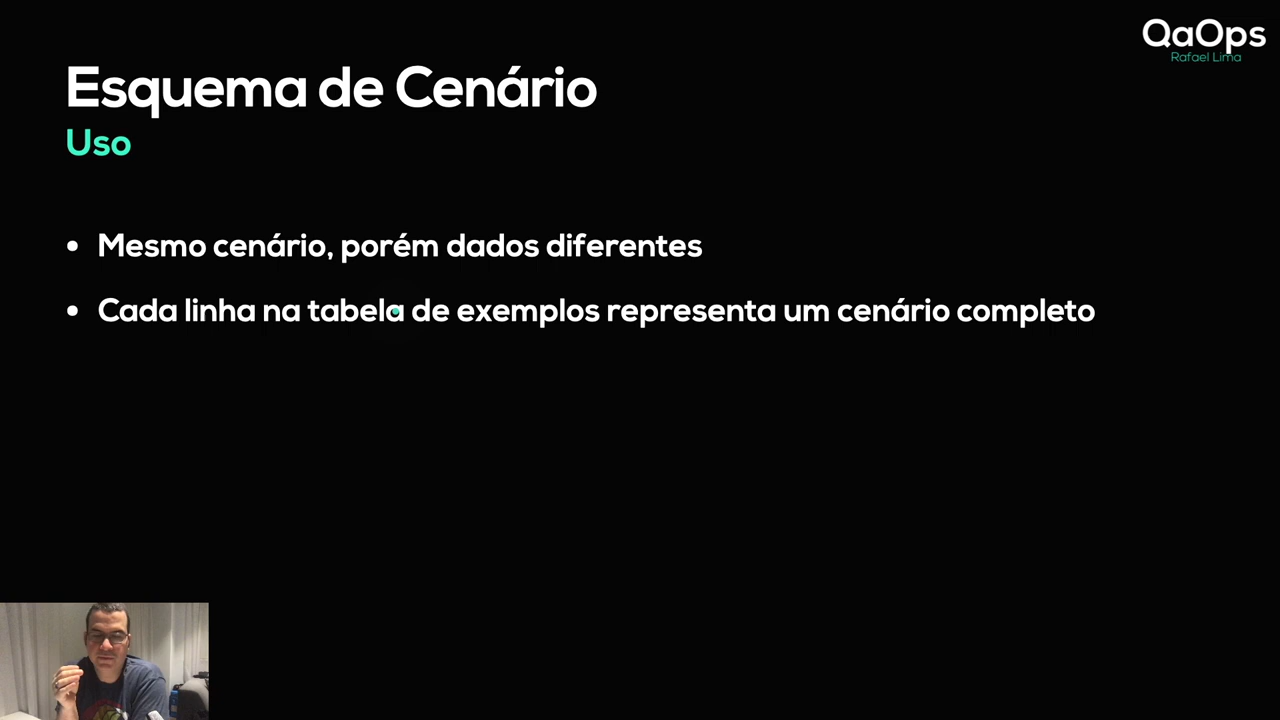 QaOps
Rafael Lima
Esquema de Cenário
Uso
• Mesmo cenário, porém dados diferentes
• Cada linha na tabela de exemplos representa um cenário completo